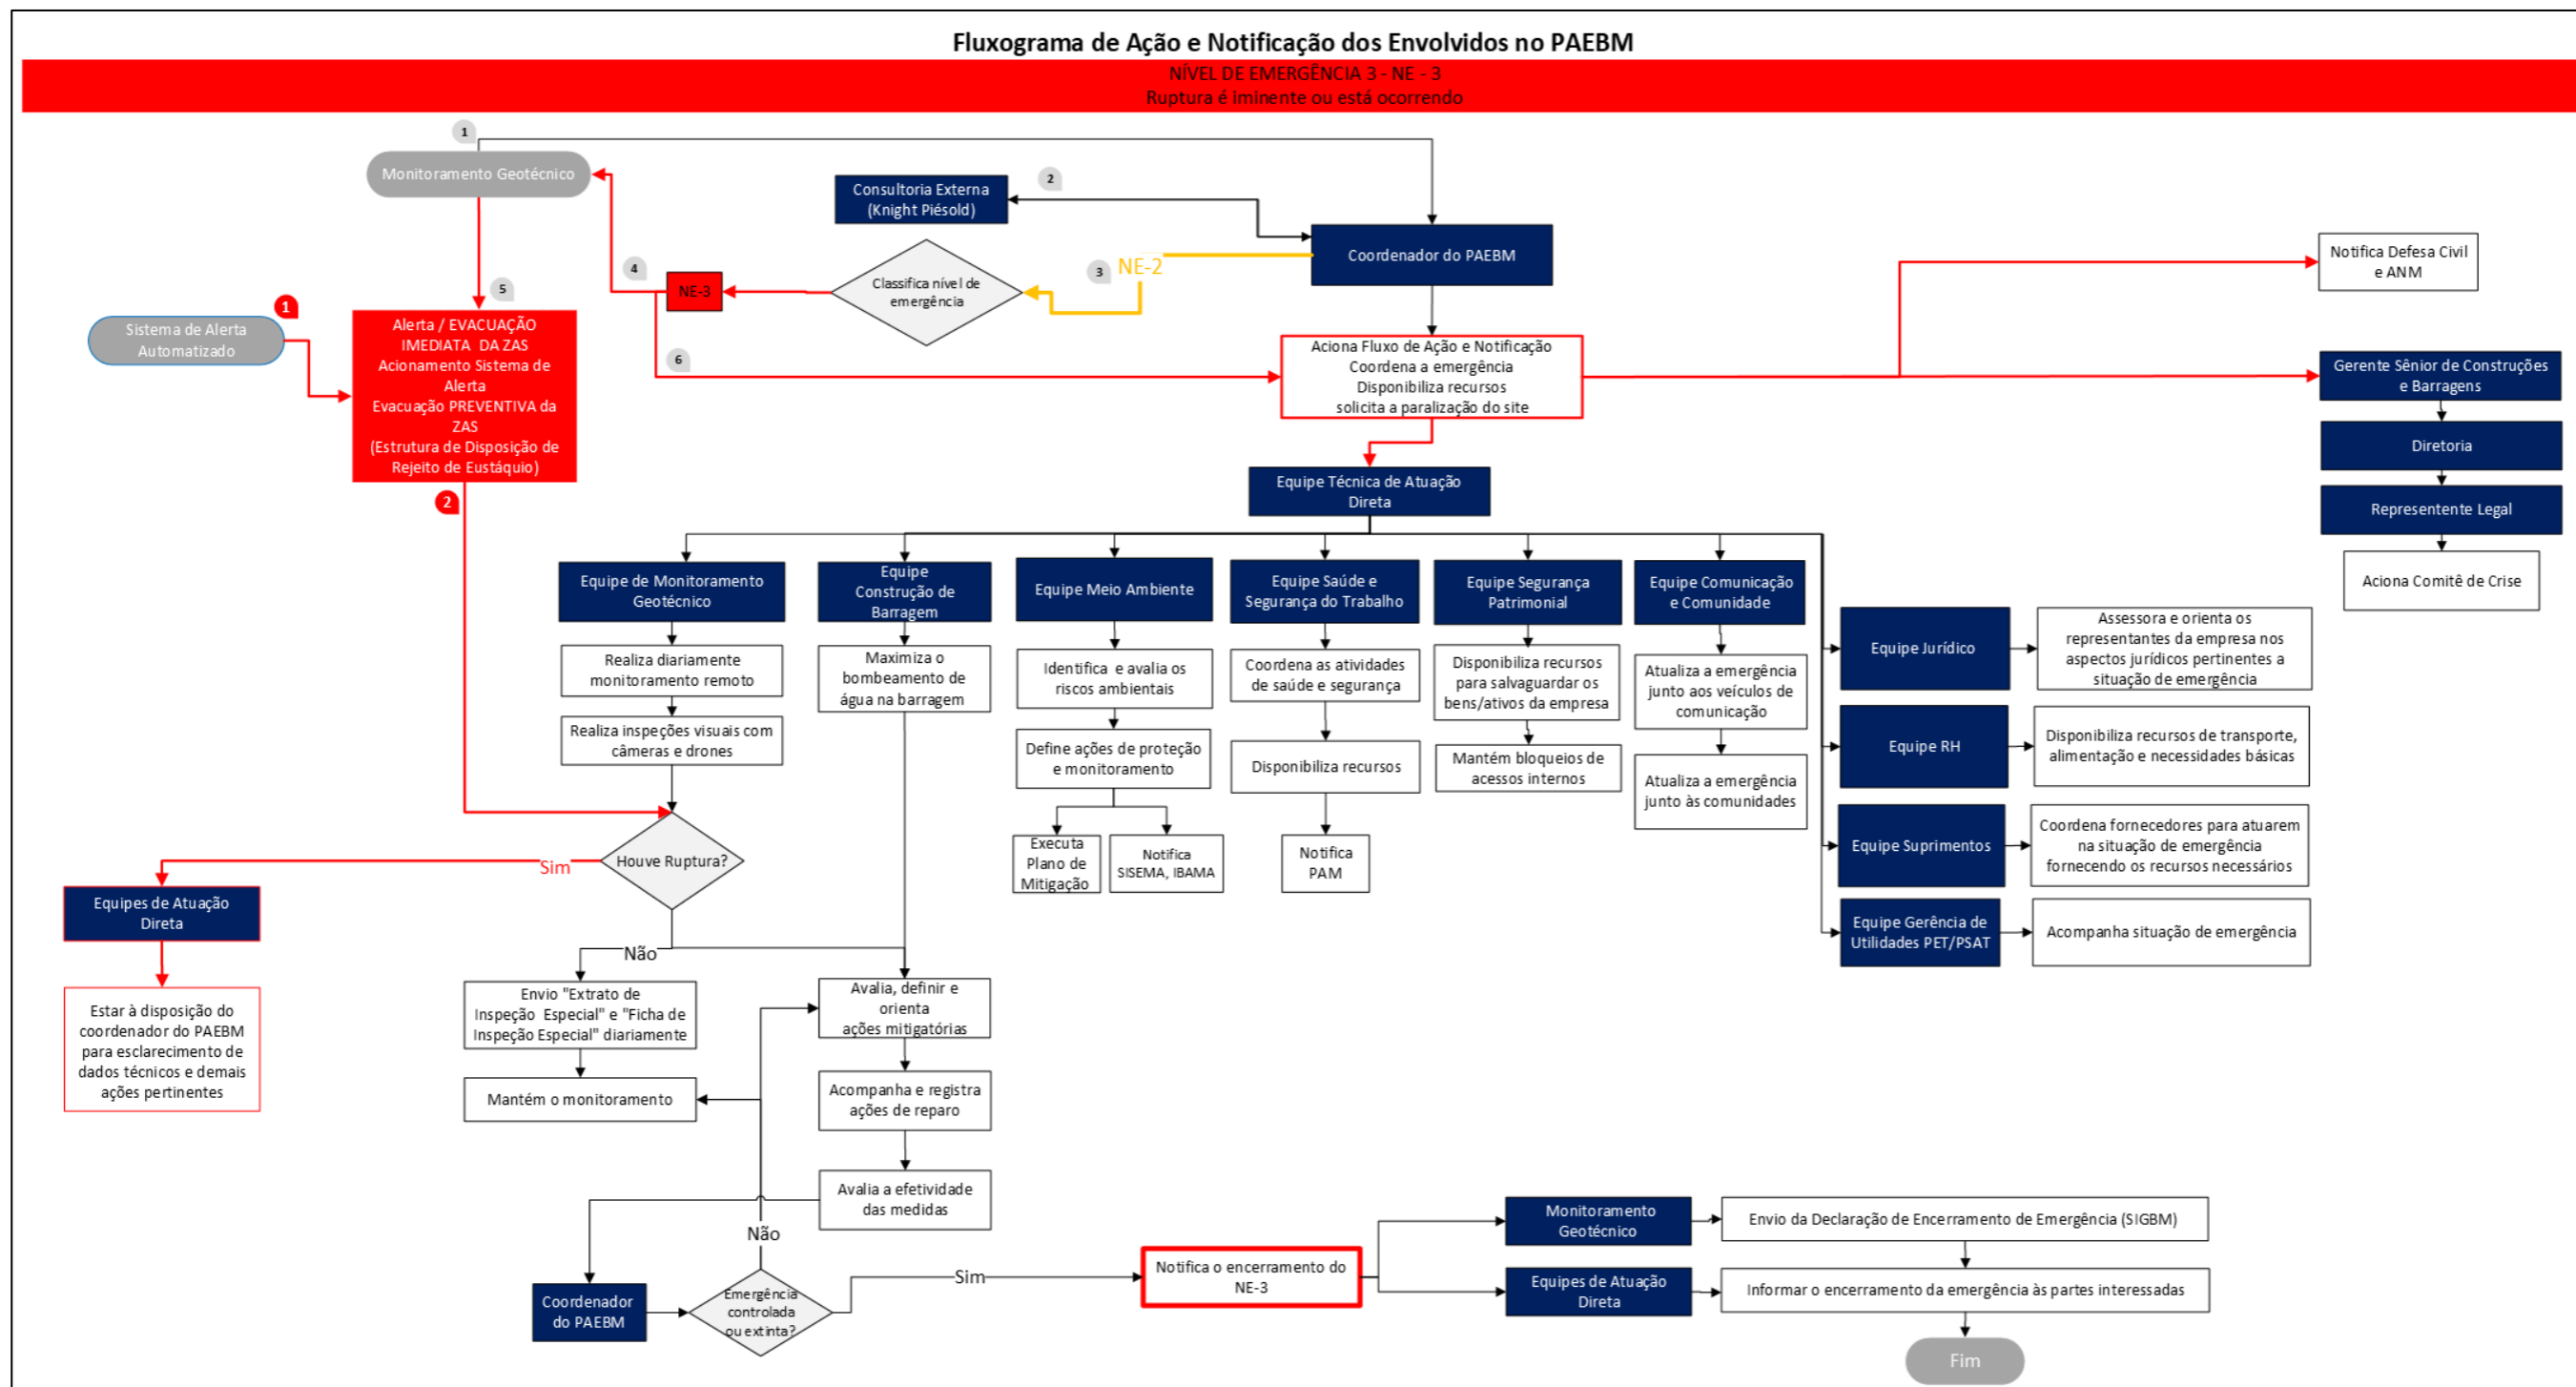 Fluxograma de Ação e Notificação dos Envolvidos no PAEBM
NÍVEL DE EMERGÊNCIA 3 - NE - 3
Ruptura é iminente ou está ocorrendo
1
Monitoramento Geotécnico
Consultoria Externa
(Knight Piésold)
2
Coordenador do PAEBM
Notifica Defesa Civil
e ANM
3
NE-2
4
NE-3
Classifica nível de
emergência
5
1
Sistema de Alerta
Automatizado
Alerta / EVACUAÇÃO
IMEDIATA DA ZAS
Acionamento Sistema de
Alerta
Evacuação PREVENTIVA da
ZAS
(Estrutura de Disposição de
Rejeito de Eustáquio)
2
6
Aciona Fluxo de Ação e Notificação
Coordena a emergência
Disponibiliza recursos
solicita a paralização do site
Gerente Sênior de Construções
e Barragens
Diretoria
Representente Legal
Aciona Comitê de Crise
Equipe Técnica de Atuação
Direta
Equipe de Monitoramento
Geotécnico
Realiza diariamente
monitoramento remoto
Realiza inspeções visuais com
câmeras e drones
Equipe
Construção de
Barragem
Maximiza o
bombeamento de
água na barragem
Equipe Meio Ambiente
Identifica e avalia os
riscos ambientais
Define ações de proteção
e monitoramento
Executa
Plano de
Mitigação
Notifica
SISEMA, IBAMA
Equipe Saúde e
Segurança do Trabalho
Coordena as atividades
de saúde e segurança
Disponibiliza recursos
Notifica
PAM
Equipe Segurança
Patrimonial
Disponibiliza recursos
para salvaguardar os
bens/ativos da empresa
Mantém bloqueios de
acessos internos
Equipe Comunicação
e Comunidade
Atualiza a emergência
junto aos veículos de
comunicação
Atualiza a emergência
junto às comunidades
Equipe Jurídico
Assessora e orienta os
representantes da empresa nos
aspectos jurídicos pertinentes a
situação de emergência
Equipe RH
Disponibiliza recursos de transporte,
alimentação e necessidades básicas
Equipe Suprimentos
Coordena fornecedores para atuarem
na situação de emergência
fornecendo os recursos necessários
Equipe Gerência de
Utilidades PET/PSAT
Acompanha situação de emergência
Houve Ruptura?
Sim
Equipes de Atuação
Direta
Estar à disposição do
coordenador do PAEBM
para esclarecimento de
dados técnicos e demais
ações pertinentes
Não
Envio "Extrato de
Inspeção Especial" e "Ficha de
Inspeção Especial" diariamente
Mantém o monitoramento
Avalia, definir e
orienta
ações mitigatórias
Acompanha e registra
ações de reparo
Avalia a efetividade
das medidas
Coordenador
do PAEBM
Não
Emergência
controlada
ou extinta?
Sim
Notifica o encerramento do
NE-3
Monitoramento
Geotécnico
Envio da Declaração de Encerramento de Emergência (SIGBM)
Equipes de Atuação
Direta
Informar o encerramento da emergência às partes interessadas
Fim